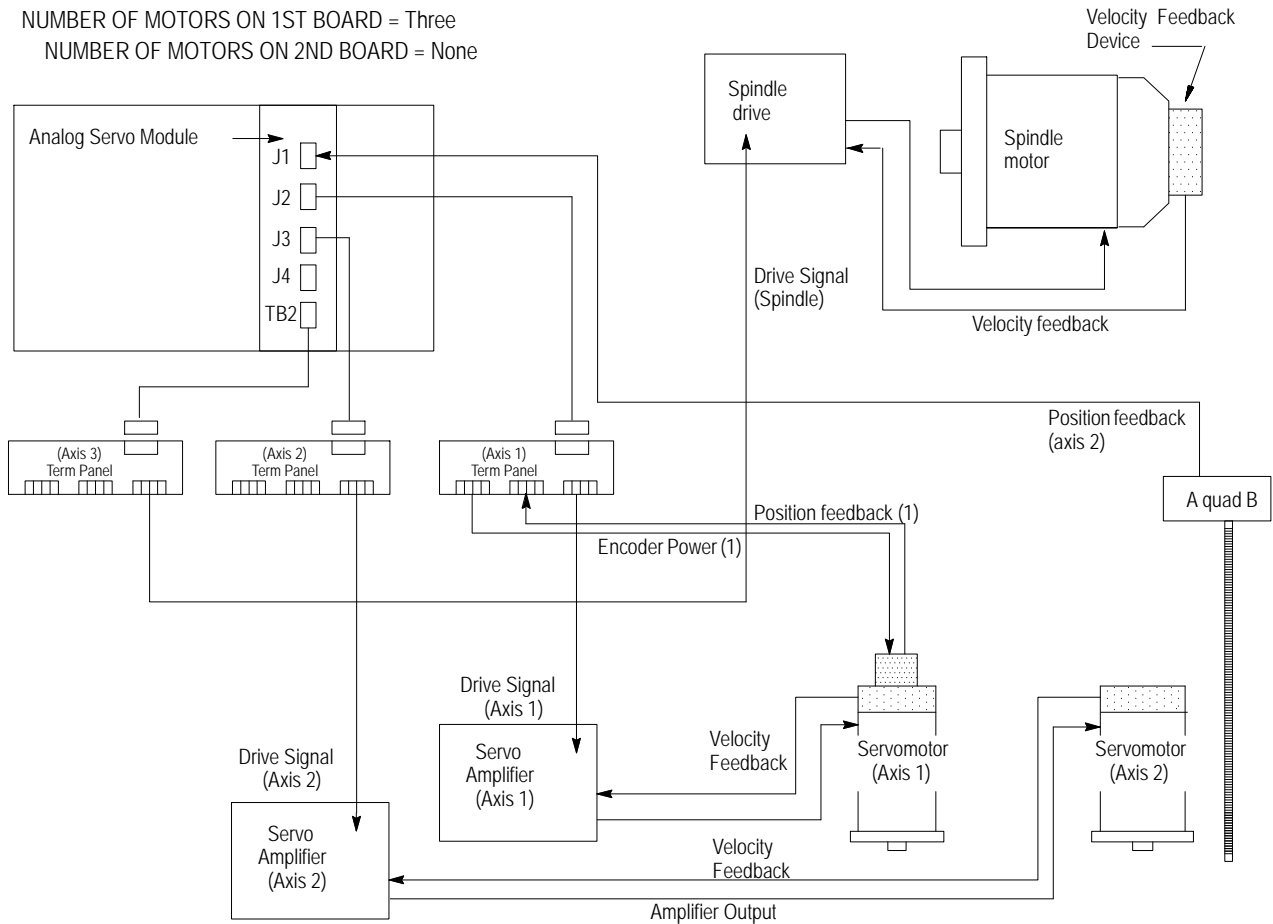 NUMBER OF MOTORS ON 1ST BOARD = Three
NUMBER OF MOTORS ON 2ND BOARD = None
Velocity Feedback
Device
Analog Servo Module
J1
J2
J3
J4
TB2
Spindle
drive
Spindle
motor
Drive Signal
(Spindle)
Velocity feedback
Position feedback
(axis 2)
(Axis 3)
Term Panel
(Axis 2)
Term Panel
(Axis 1)
Term Panel
A quad B
Position feedback (1)
Encoder Power (1)
Drive Signal
(Axis 1)
Servo
Amplifier
(Axis 1)
Velocity
Feedback
Servomotor
(Axis 1)
Servomotor
(Axis 2)
Drive Signal
(Axis 2)
Servo
Amplifier
(Axis 2)
Velocity
Feedback
Amplifier Output